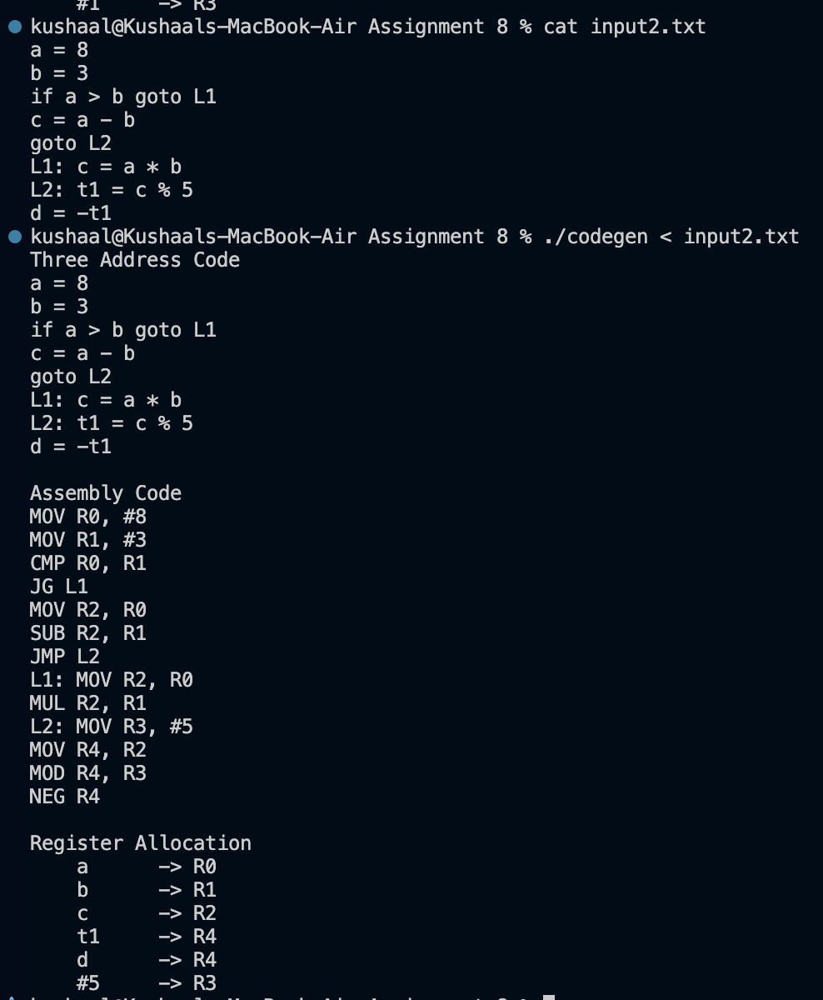 #1 -> R3
kushaal@Kushaals-MacBook-Air Assignment 8 % cat input2.txt
a = 8
b = 3
if a > b goto L1
c = a - b
goto L2
L1: c = a * b
L2: t1 = c % 5
d = -t1
kushaal@Kushaals-MacBook-Air Assignment 8 % ./codegen < input2.txt
Three Address Code
a = 8
b = 3
if a > b goto L1
c = a - b
goto L2
L1: c = a * b
L2: t1 = c % 5
d = -t1
Assembly Code
MOV R0, #8
MOV R1, #3
CMP R0, R1
JG L1
MOV R2, R0
SUB R2, R1
JMP L2
L1: MOV R2, R0
MUL R2, R1
L2: MOV R3, #5
MOV R4, R2
MOD R4, R3
NEG R4
Register Allocation
a -> R0
b -> R1
c -> R2
t1 -> R4
d -> R4
#5 -> R3